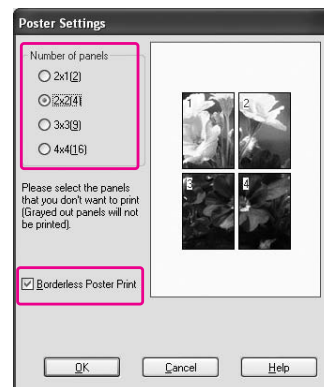 Poster Settings
Number of panels
2x1(2)
2x2(4)
3x3(9)
4x4(16)
Please select the panels
that you don't want to print
(Grayed out panels will not
be printed).
Borderless Poster Print
1 2
3 4
OK Cancel Help